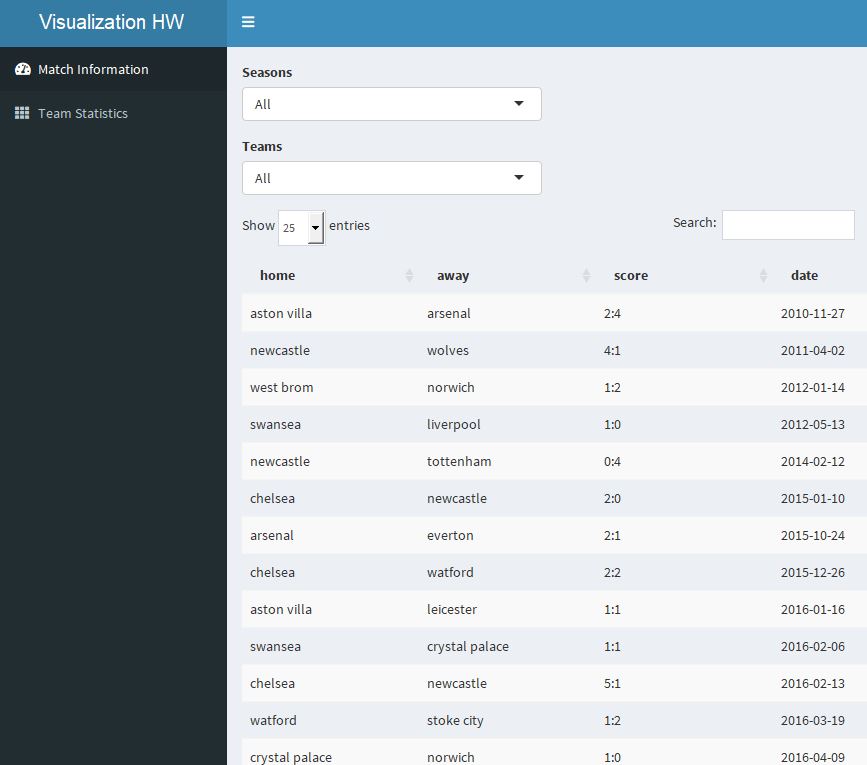 Visualization HW
Match Information
Team Statistics
Seasons
All
Teams
All
Show 25 entries Search:
home away score date
aston villa arsenal 2:4 2010-11-27
newcastle wolves 4:1 2011-04-02
west brom norwich 1:2 2012-01-14
swansea liverpool 1:0 2012-05-13
newcastle tottenham 0:4 2014-02-12
chelsea newcastle 2:0 2015-01-10
arsenal everton 2:1 2015-10-24
chelsea watford 2:2 2015-12-26
aston villa leicester 1:1 2016-01-16
swansea crystal palace 1:1 2016-02-06
chelsea newcastle 5:1 2016-02-13
watford stoke city 1:2 2016-03-19
crystal palace norwich 1:0 2016-04-09